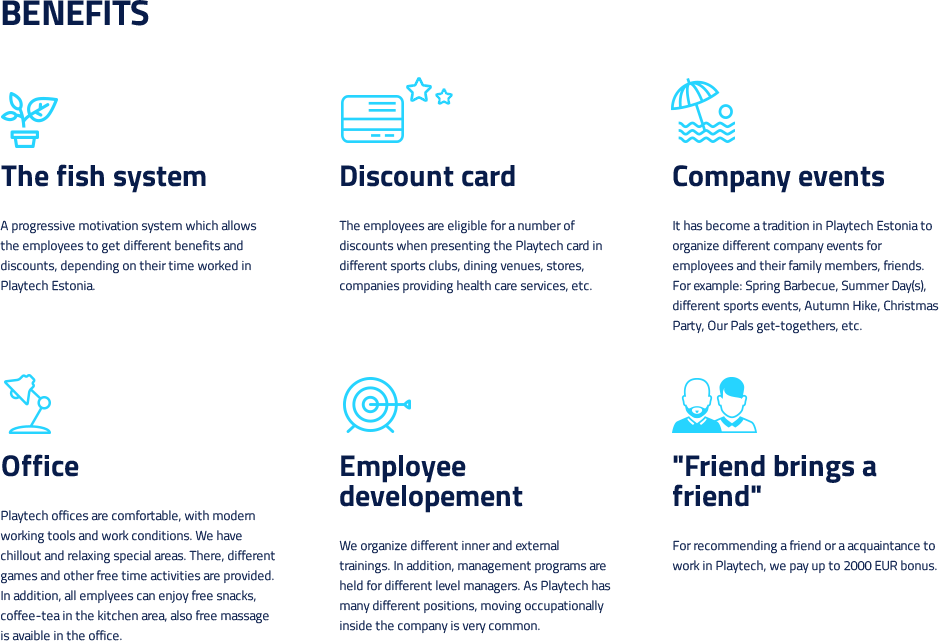 BENEFITS
The fish system
A progressive motivation system which allows
the employees to get different benefits and
discounts, depending on their time worked in
Playtech Estonia.
Discount card
The employees are eligible for a number of
discounts when presenting the Playtech card in
different sports clubs, dining venues, stores,
companies providing health care services, etc.
Company events
It has become a tradition in Playtech Estonia to
organize different company events for
employees and their family members, friends.
For example: Spring Barbecue, Summer Day(s),
different sports events, Autumn Hike, Christmas
Party, Our Pals get-togethers, etc.
Office
Playtech offices are comfortable, with modern
working tools and work conditions. We have
chillout and relaxing special areas. There, different
games and other free time activities are provided.
In addition, all emplyees can enjoy free snacks,
coffee-tea in the kitchen area, also free massage
is avaible in the office.
Employee
developement
We organize different inner and external
trainings. In addition, management programs are
held for different level managers. As Playtech has
many different positions, moving occupationally
inside the company is very common.
"Friend brings a
friend"
For recommending a friend or a acquaintance to
work in Playtech, we pay up to 2000 EUR bonus.